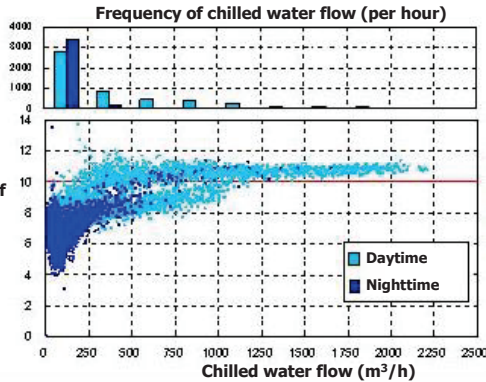 Frequency of chilled water flow (per hour)
4000
3000
2000
1000
0
14
12
f
10
8
6
4
2
0
Daytime
Nighttime
0 250 500 750 1000 1250 1500 1750 2000 2250 2500
Chilled water flow (m³/h)